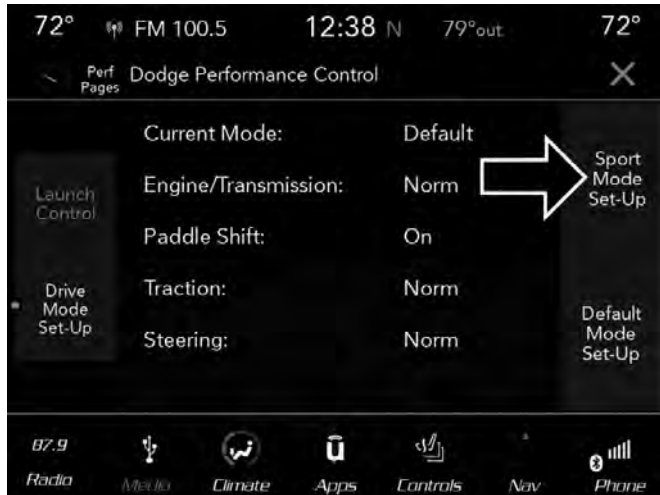 72° FM 100.5 12:38 N 79°out 72°
Perf
Pages
Dodge Performance Control
Current Mode: Default
Engine/Transmission: Norm
Paddle Shift: On
Traction: Norm
Steering: Norm
Launch
Control
Drive
Mode
Set-Up
Sport
Mode
Set-Up
Default
Mode
Set-Up
87.9
Radio Media Climate Apps Controls Nav Phone